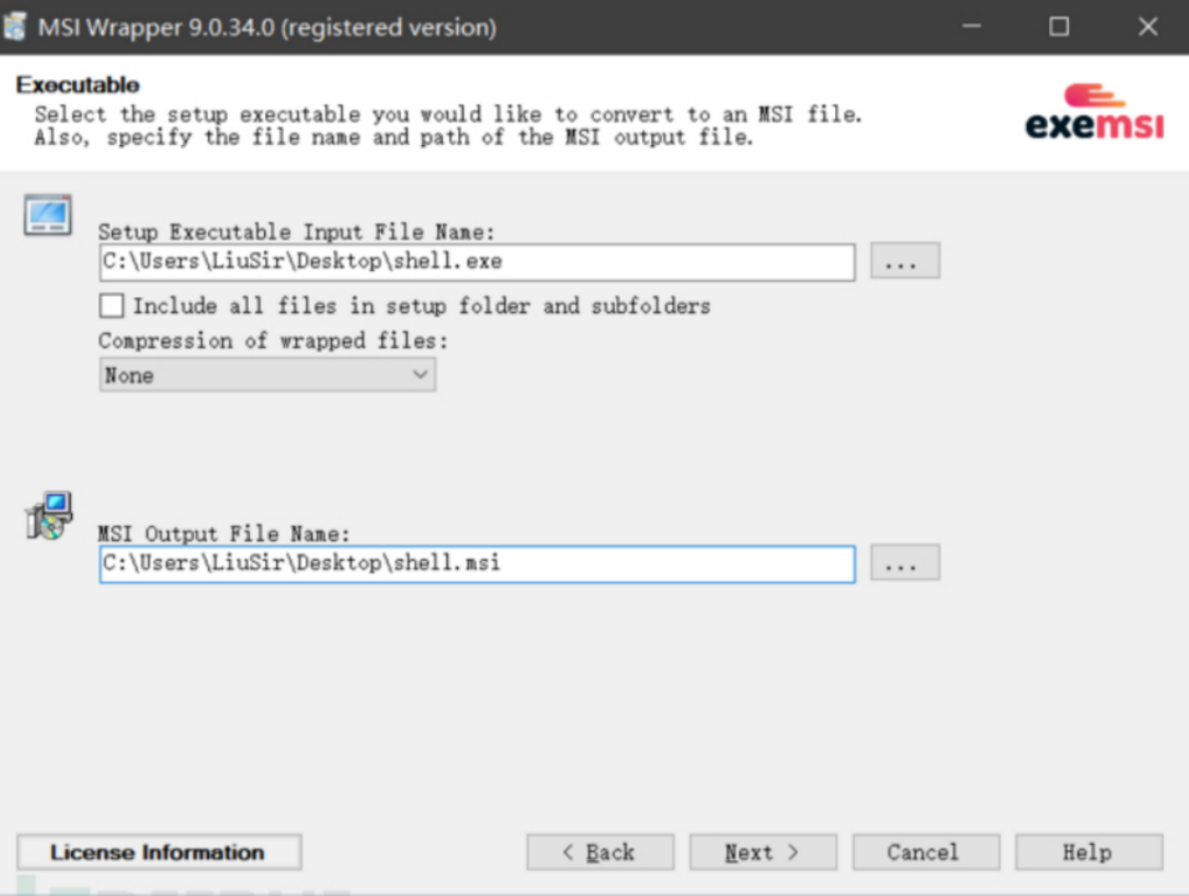 MSI Wrapper 9.0.34.0 (registered version)
Executable
Select the setup executable you would like to convert to an MSI file.
Also, specify the file name and path of the MSI output file.
exemsi
Setup Executable Input File Name:
C:\Users\LiuSir\Desktop\shell.exe
...
Include all files in setup folder and subfolders
Compression of wrapped files:
None
MSI Output File Name:
C:\Users\LiuSir\Desktop\shell.msi
...
License Information
< Back
Next >
Cancel
Help